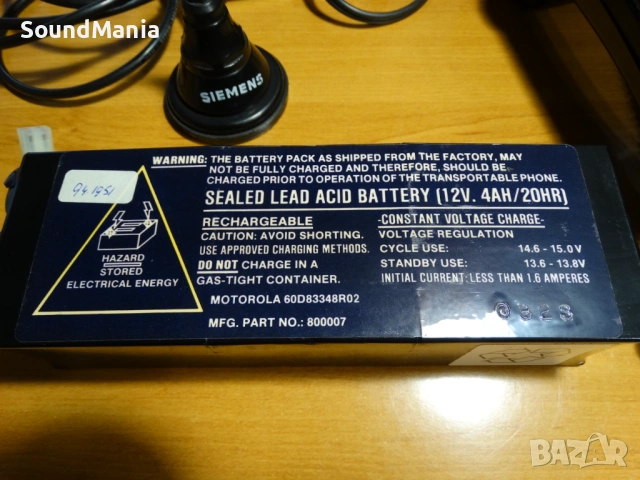 SoundMania
SIEMENS
WARNING: THE BATTERY PACK AS SHIPPED FROM THE FACTORY, MAY
NOT BE FULLY CHARGED AND THEREFORE, SHOULD BE
CHARGED PRIOR TO OPERATION OF THE TRANSPORTABLE PHONE.
SEALED LEAD ACID BATTERY (12V. 4AH/20HR)
941951
RECHARGEABLE
CAUTION: AVOID SHORTING.
USE APPROVED CHARGING METHODS.
DO NOT CHARGE IN A
GAS-TIGHT CONTAINER.
-CONSTANT VOLTAGE CHARGE-
VOLTAGE REGULATION
CYCLE USE: 14.6 - 15.0V
STANDBY USE: 13.6 - 13.8V
INITIAL CURRENT: LESS THAN 1.6 AMPERES
HAZARD
STORED
ELECTRICAL ENERGY
MOTOROLA 60D83348R02
MFG. PART NO.: 800007
BAZAR